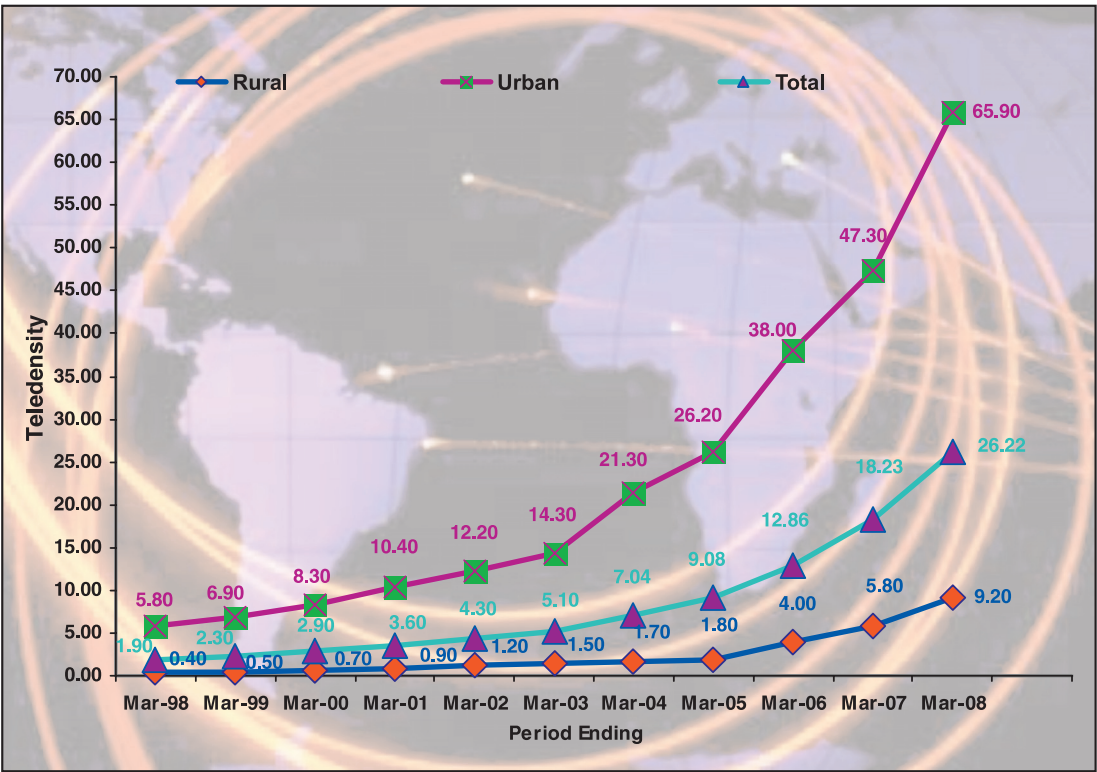 Rural Urban Total
70.00
65.00
60.00
55.00
50.00
45.00
40.00
35.00
30.00
25.00
20.00
15.00
10.00
5.00
0.00
Teledensity
5.80 6.90 8.30 10.40 12.20 14.30 21.30 26.20 38.00 47.30 65.90
1.90 2.30 2.90 3.60 4.30 5.10 7.04 9.08 12.86 18.23 26.22
0.40 0.50 0.70 0.90 1.20 1.50 1.70 1.80 4.00 5.80 9.20
Mar-98 Mar-99 Mar-00 Mar-01 Mar-02 Mar-03 Mar-04 Mar-05 Mar-06 Mar-07 Mar-08
Period Ending